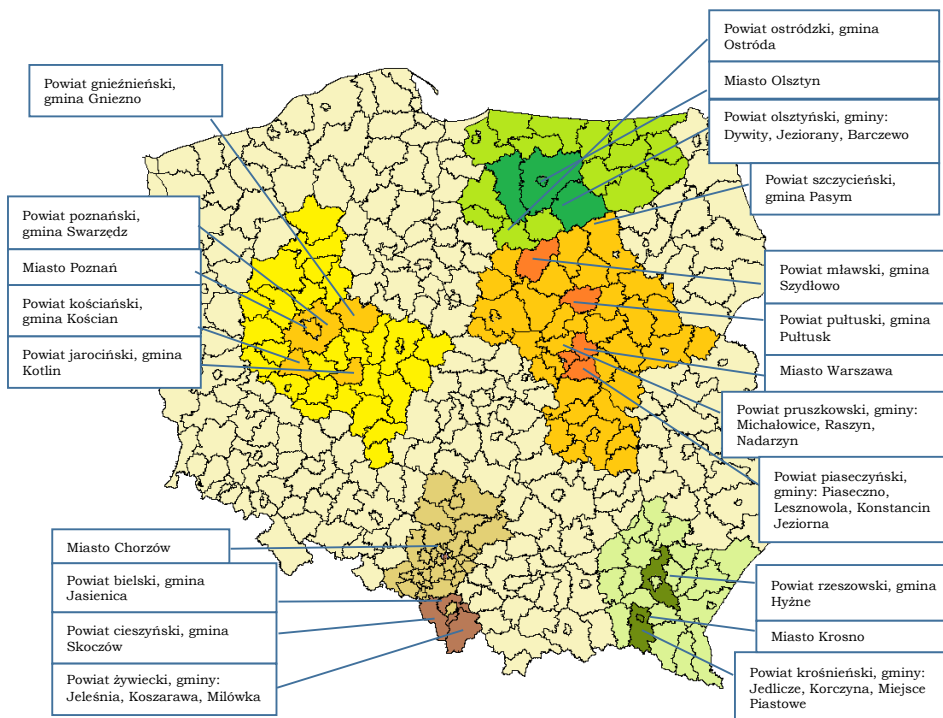 Powiat ostródzki, gmina
Ostróda
Miasto Olsztyn
Powiat olsztyński, gminy:
Dywity, Jeziorany, Barczewo
Powiat szczycieński,
gmina Pasym
Powiat mławski, gmina
Szydłowo
Powiat pułtuski, gmina
Pułtusk
Miasto Warszawa
Powiat pruszkowski, gminy:
Michałowice, Raszyn,
Nadarzyn
Powiat piaseczyński,
gminy: Piaseczno,
Lesznowola, Konstancin
Jeziorna
Powiat rzeszowski, gmina
Hyżne
Miasto Krosno
Powiat krośnieński, gminy:
Jedlicze, Korczyna, Miejsce
Piastowe
Powiat gnieźnieński,
gmina Gniezno
Powiat poznański,
gmina Swarzędz
Miasto Poznań
Powiat kościański,
gmina Kościan
Powiat jarociński, gmina
Kotlin
Miasto Chorzów
Powiat bielski, gmina
Jasienica
Powiat cieszyński, gmina
Skoczów
Powiat żywiecki, gminy:
Jeleśnia, Koszarawa, Milówka